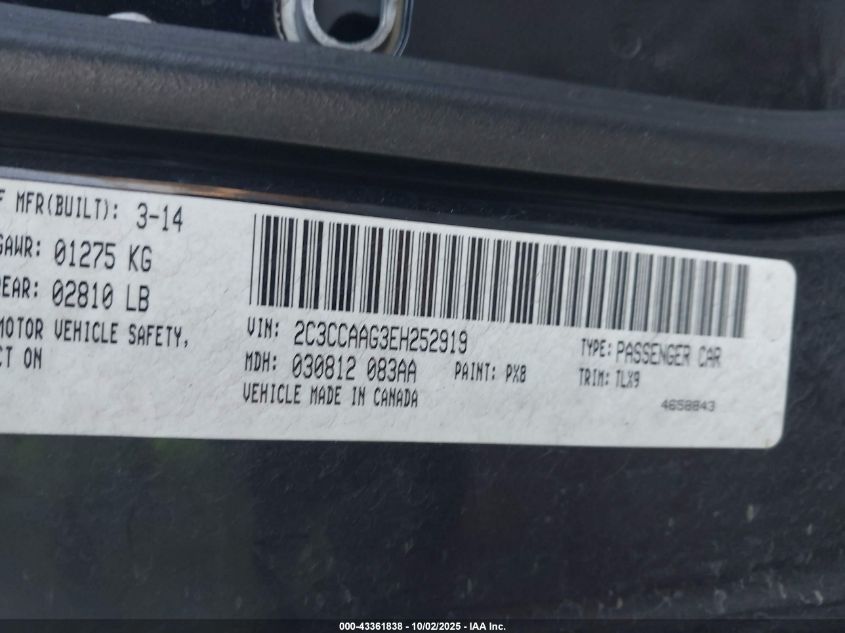 F MFR(BUILT): 3-14
GAWR: 01275 KG
REAR: 02810 LB
MOTOR VEHICLE SAFETY,
CT ON
VIN: 2C3CCAAG3EH252919
TYPE: PASSENGER CAR
MDH: 030812 083AA
PAINT: PX8
TRIM: TLX9
VEHICLE MADE IN CANADA
4658843
000-43361838 - 10/02/2025 - IAA Inc.